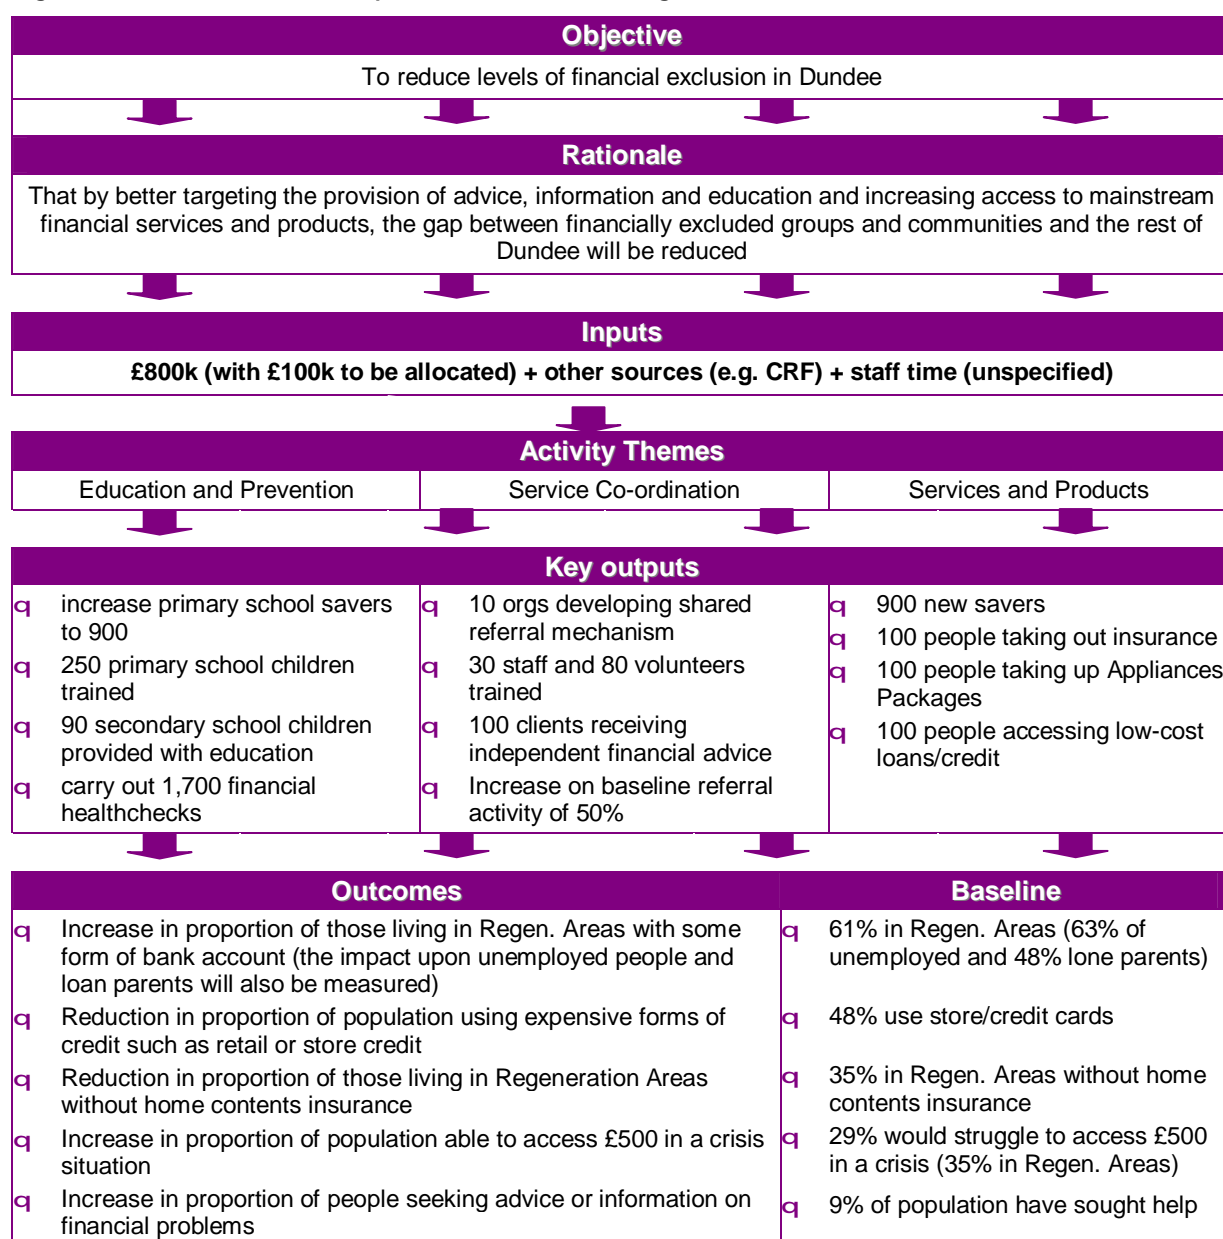 Objective
To reduce levels of financial exclusion in Dundee
Rationale
That by better targeting the provision of advice, information and education and increasing access to mainstream
financial services and products, the gap between financially excluded groups and communities and the rest of
Dundee will be reduced
Inputs
£800k (with £100k to be allocated) + other sources (e.g. CRF) + staff time (unspecified)
Activity Themes
Education and Prevention
Service Co-ordination
Services and Products
Key outputs
q increase primary school savers
to 900
q 250 primary school children
trained
q 90 secondary school children
provided with education
q carry out 1,700 financial
healthchecks
q 10 orgs developing shared
referral mechanism
q 30 staff and 80 volunteers
trained
q 100 clients receiving
independent financial advice
q Increase on baseline referral
activity of 50%
q 900 new savers
q 100 people taking out insurance
q 100 people taking up Appliances
Packages
q 100 people accessing low-cost
loans/credit
Outcomes
q Increase in proportion of those living in Regen. Areas with some
form of bank account (the impact upon unemployed people and
loan parents will also be measured)
q Reduction in proportion of population using expensive forms of
credit such as retail or store credit
q Reduction in proportion of those living in Regeneration Areas
without home contents insurance
q Increase in proportion of population able to access £500 in a crisis
situation
q Increase in proportion of people seeking advice or information on
financial problems
Baseline
q 61% in Regen. Areas (63% of
unemployed and 48% lone parents)
q 48% use store/credit cards
q 35% in Regen. Areas without home
contents insurance
q 29% would struggle to access £500
in a crisis (35% in Regen. Areas)
q 9% of population have sought help